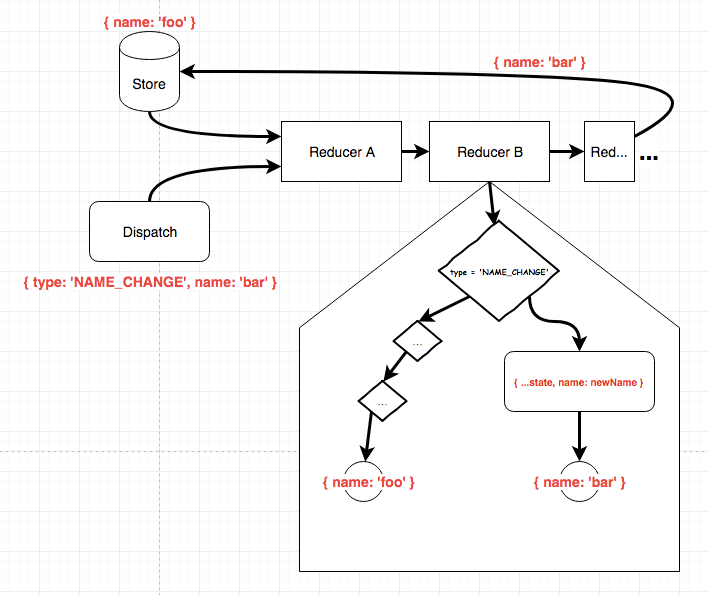 { name: 'foo' }
{ name: 'bar' }
Store
Reducer A
Reducer B
Red...
...
Dispatch
{ type: 'NAME_CHANGE', name: 'bar' }
type = 'NAME_CHANGE'
...
{ ...state, name: newName }
...
{ name: 'foo' }
{ name: 'bar' }